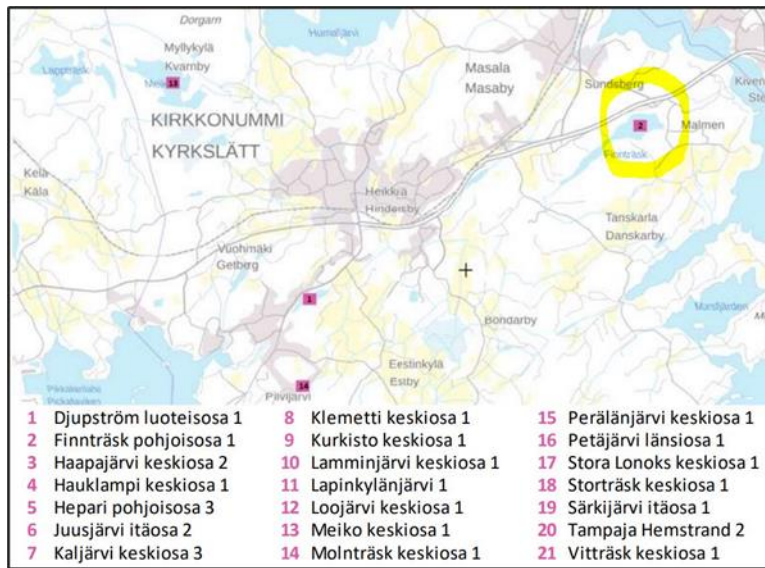 Dorgarn
Humaljärvi
Myllykylä
Kvarnby
Lappträsk
13
Masala
Masaby
Sundsberg
KIRKKONUMMI
KYRKSLÄTT
2
Malmen
Finnträsk
Kela
Käla
Heikkilä
Hindersby
Tanskarla
Danskarby
Vuohimäki
Getberg
1
Bondarby
Eestinkylä
Estby
14
Piivijärvi
1 Djupström luoteisosa 1
2 Finnträsk pohjoisosa 1
3 Haapajärvi keskiosa 2
4 Hauklampi keskiosa 1
5 Hepari pohjoisosa 3
6 Juusjärvi itäosa 2
7 Kaljärvi keskiosa 3
8 Klemetti keskiosa 1
9 Kurkisto keskiosa 1
10 Lamminjärvi keskiosa 1
11 Lapinkylänjärvi 1
12 Loojärvi keskiosa 1
13 Meiko keskiosa 1
14 Molnträsk keskiosa 1
15 Perälänjärvi keskiosa 1
16 Petäjärvi länsiosa 1
17 Stora Lonoks keskiosa 1
18 Storträsk keskiosa 1
19 Särkijärvi itäosa 1
20 Tampaja Hemstrand 2
21 Vitträsk keskiosa 1